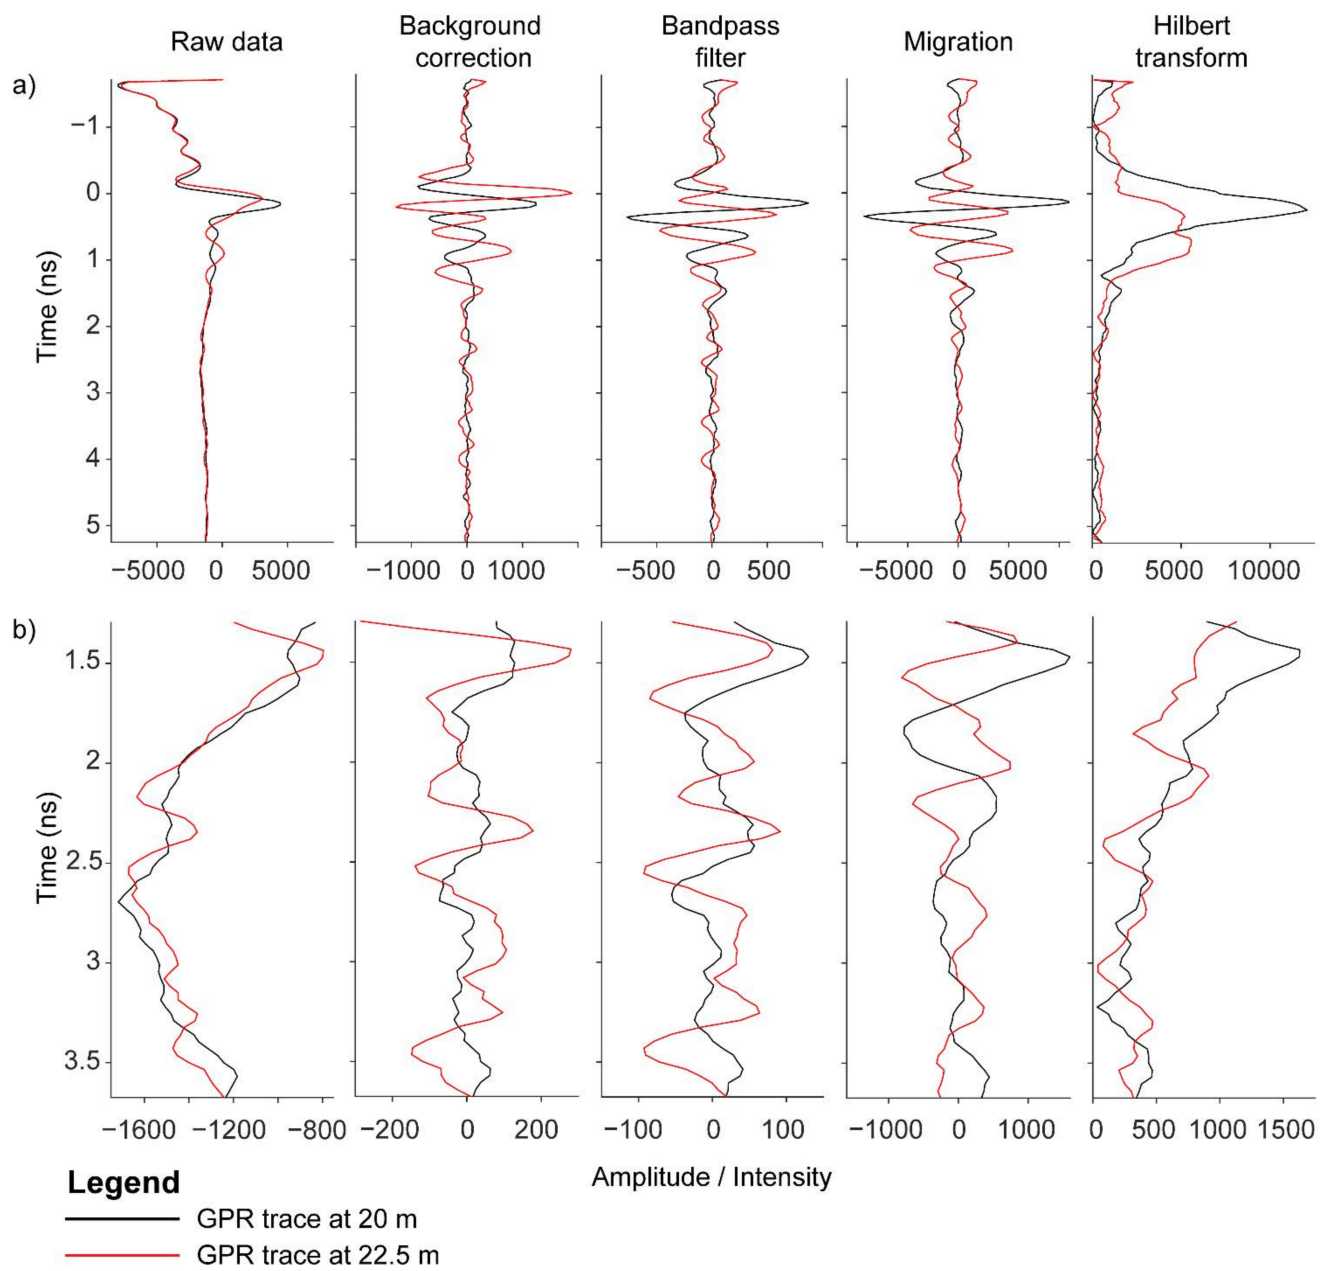 Raw data
Background
correction
Bandpass
filter
Migration
Hilbert
transform
a)
Time (ns)
−1
0
1
2
3
4
5
−5000 0 5000
−1000 0 1000
−500 0 500
−5000 0 5000
0 5000 10000
b)
Time (ns)
1.5
2
2.5
3
3.5
−1600 −1200 −800
−200 0 200
−100 0 100
−1000 0 1000
0 500 1000 1500
Amplitude / Intensity
Legend
GPR trace at 20 m
GPR trace at 22.5 m